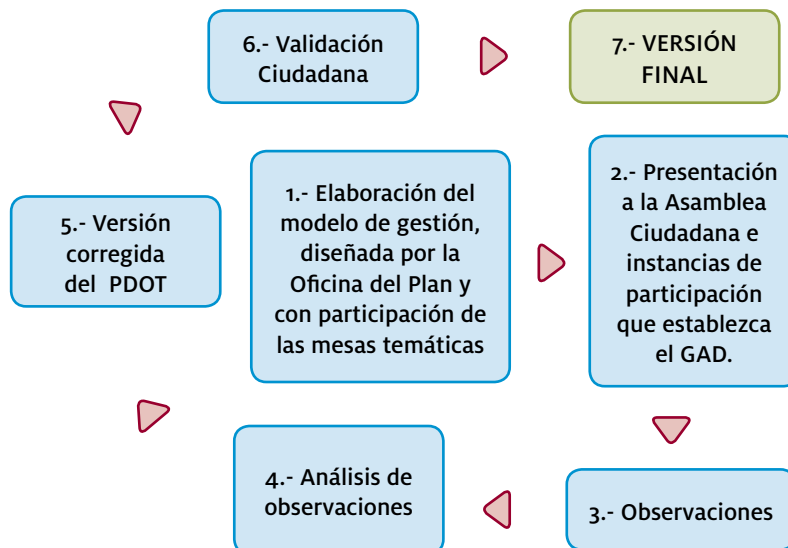 6.- Validación
Ciudadana
7.- VERSIÓN
FINAL
5.- Versión
corregida
del PDOT
1.- Elaboración del
modelo de gestión,
diseñada por la
Oficina del Plan y
con participación de
las mesas temáticas
2.- Presentación
a la Asamblea
Ciudadana e
instancias de
participación
que establezca
el GAD.
4.- Análisis de
observaciones
3.- Observaciones